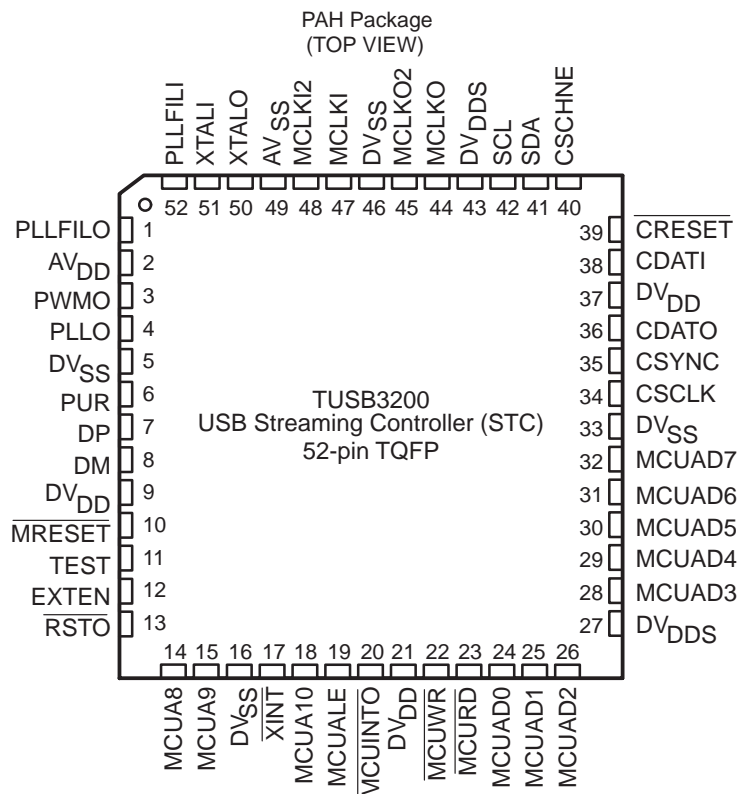 PAH Package
(TOP VIEW)
PLLFILI
XTALI
XTALO
AVSS
MCLKI2
MCLKI
DVSS
MCLKO2
MCLKO
DVDDS
SCL
SDA
CSCHNE
52 51 50 49 48 47 46 45 44 43 42 41 40
PLLFILO 1
AVDD 2
PWMO 3
PLLO 4
DVSS 5
PUR 6
DP 7
DM 8
DVDD 9
MRESET 10
TEST 11
EXTEN 12
RSTO 13
TUSB3200
USB Streaming Controller (STC)
52-pin TQFP
39 CRESET
38 CDATI
37 DVDD
36 CDATO
35 CSYNC
34 CSCLK
33 DVSS
32 MCUAD7
31 MCUAD6
30 MCUAD5
29 MCUAD4
28 MCUAD3
27 DVDDS
14 15 16 17 18 19 20 21 22 23 24 25 26
MCUA8
MCUA9
DVSS
XINT
MCUA10
MCUALE
MCUINTO
DVDD
MCUWR
MCURD
MCUAD0
MCUAD1
MCUAD2